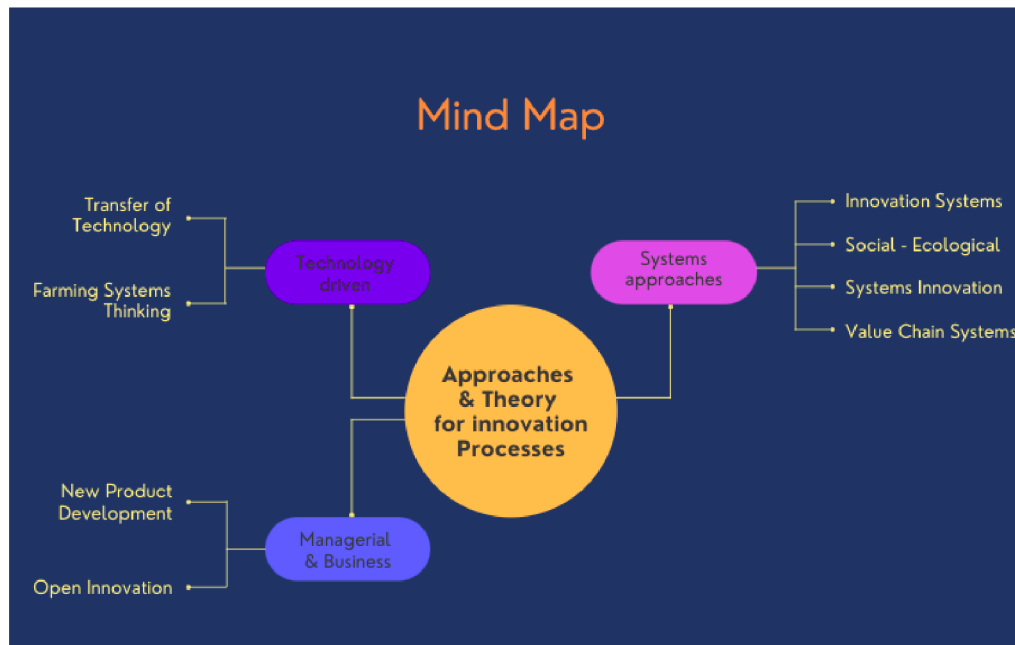 Mind Map
Transfer of
Technology
Farming Systems
Thinking
Technology
driven
Systems
approaches
Innovation Systems
Social - Ecological
Systems Innovation
Value Chain Systems
Approaches
& Theory
for innovation
Processes
New Product
Development
Open Innovation
Managerial
& Business